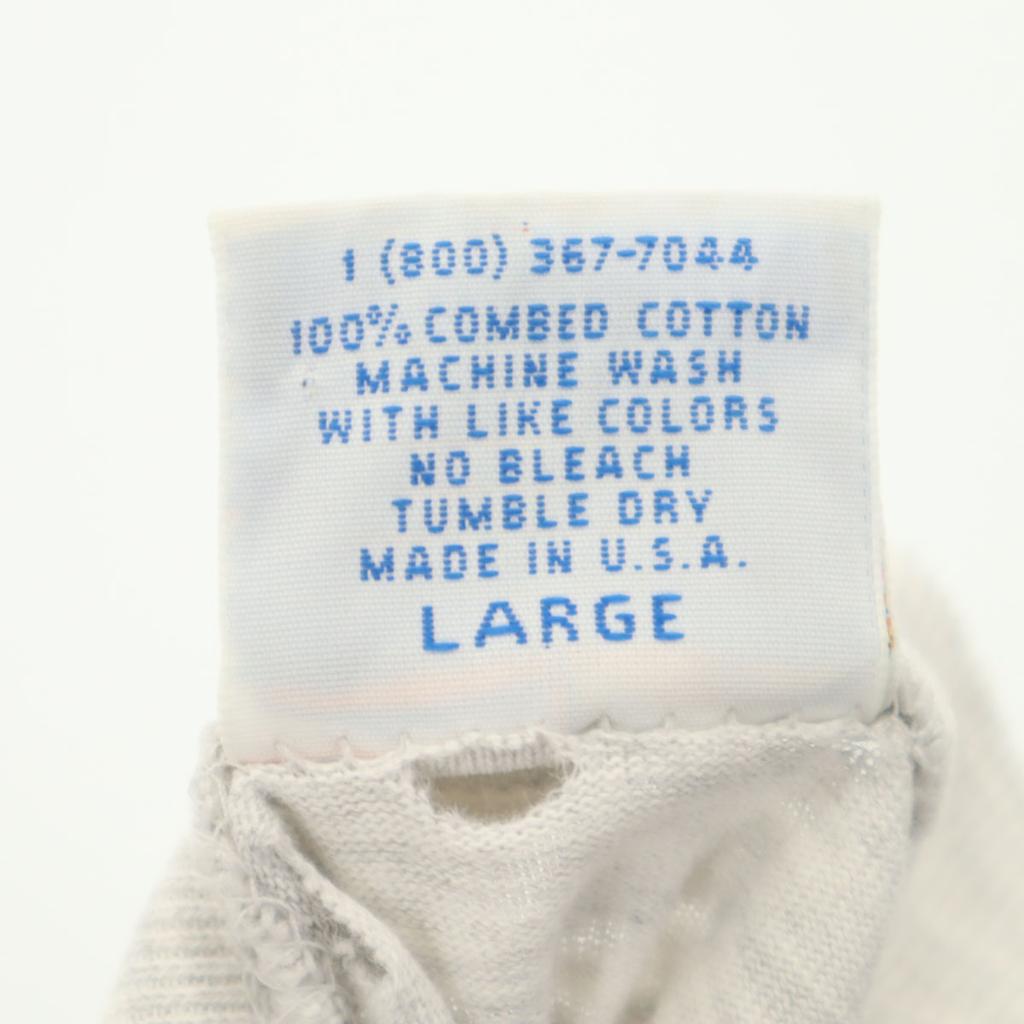 1 (800) 367-7044
100% COMBED COTTON
MACHINE WASH
WITH LIKE COLORS
NO BLEACH
TUMBLE DRY
MADE IN U.S.A.
LARGE